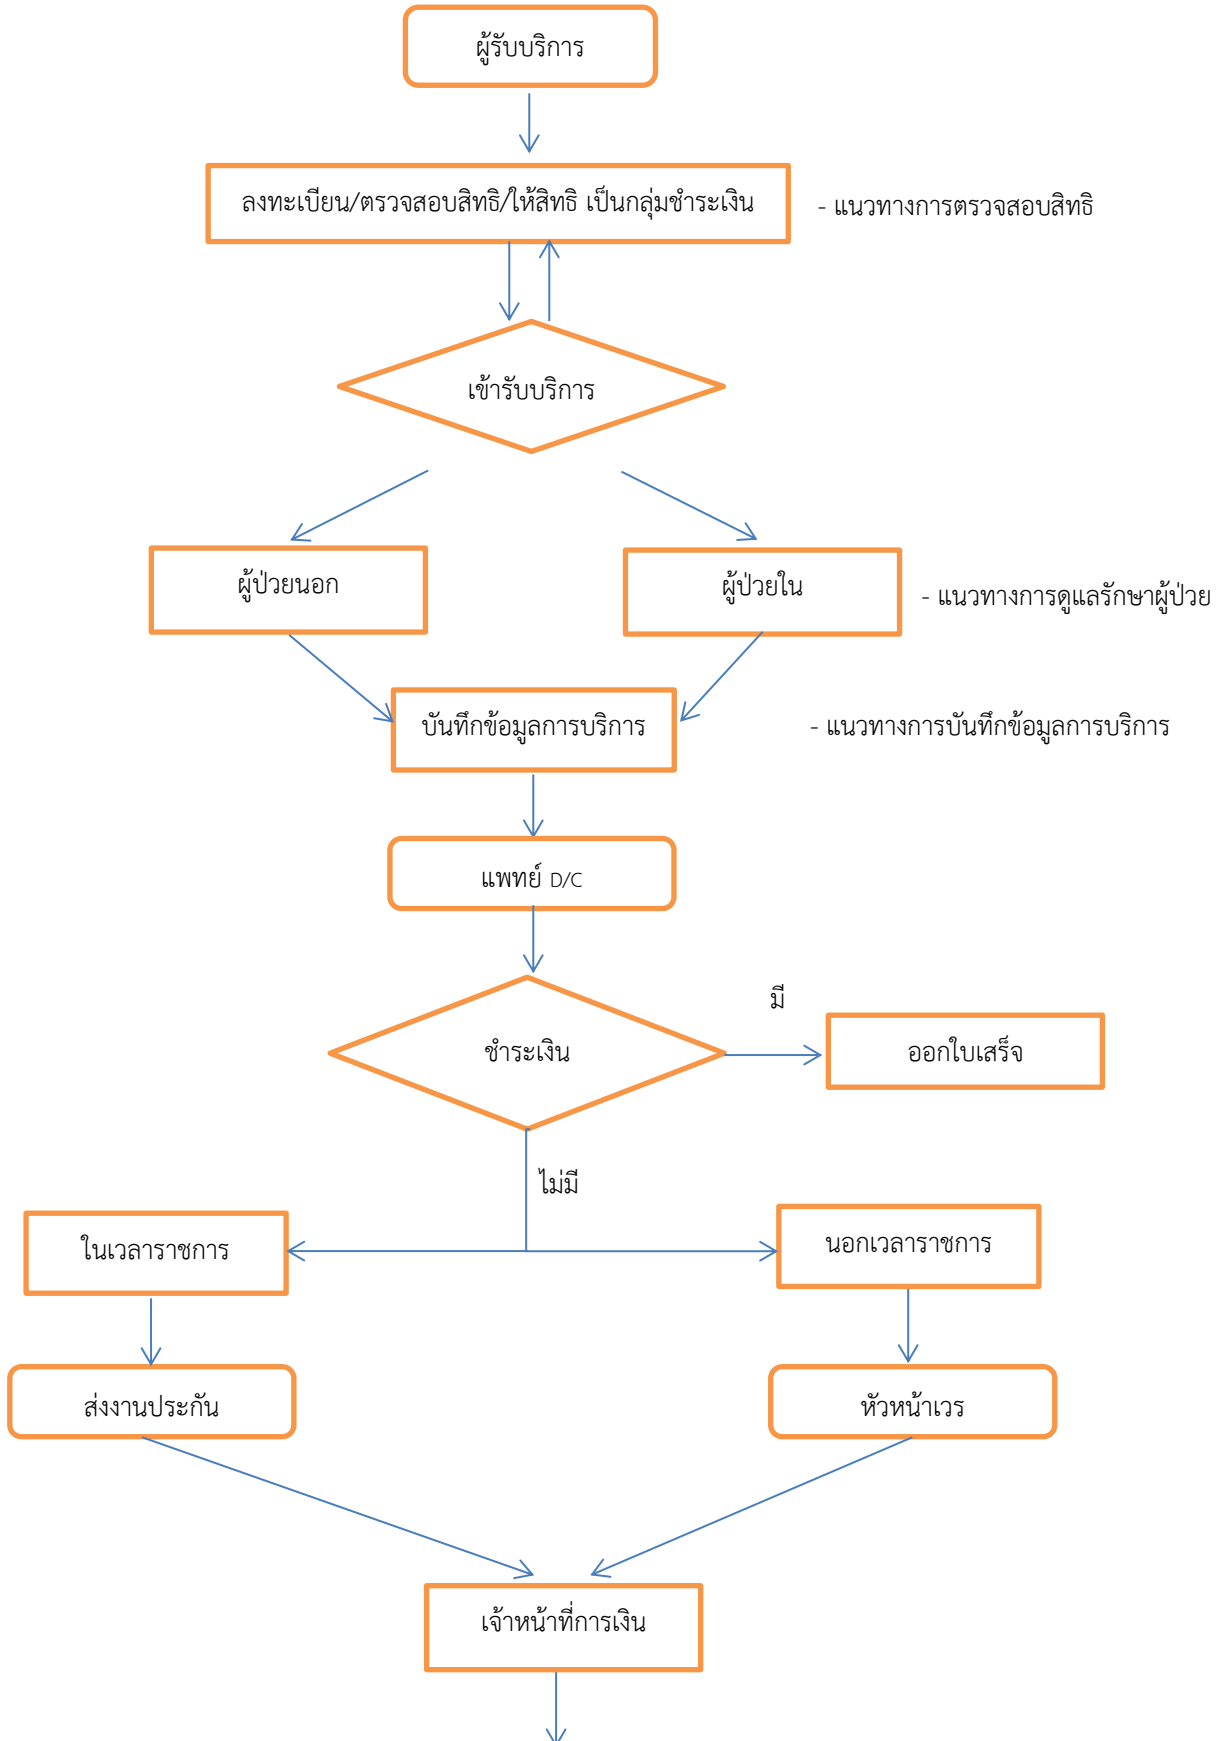 ผู้รับบริการ
ลงทะเบียน/ตรวจสอบสิทธิ/ให้สิทธิ เป็นกลุ่มชำระเงิน
- แนวทางการตรวจสอบสิทธิ
เข้ารับบริการ
ผู้ป่วยนอก
ผู้ป่วยใน
- แนวทางการดูแลรักษาผู้ป่วย
บันทึกข้อมูลการบริการ
- แนวทางการบันทึกข้อมูลการบริการ
แพทย์ D/C
มี
ชำระเงิน
ออกใบเสร็จ
ไม่มี
ในเวลาราชการ
นอกเวลาราชการ
ส่งงานประกัน
หัวหน้าเวร
เจ้าหน้าที่การเงิน